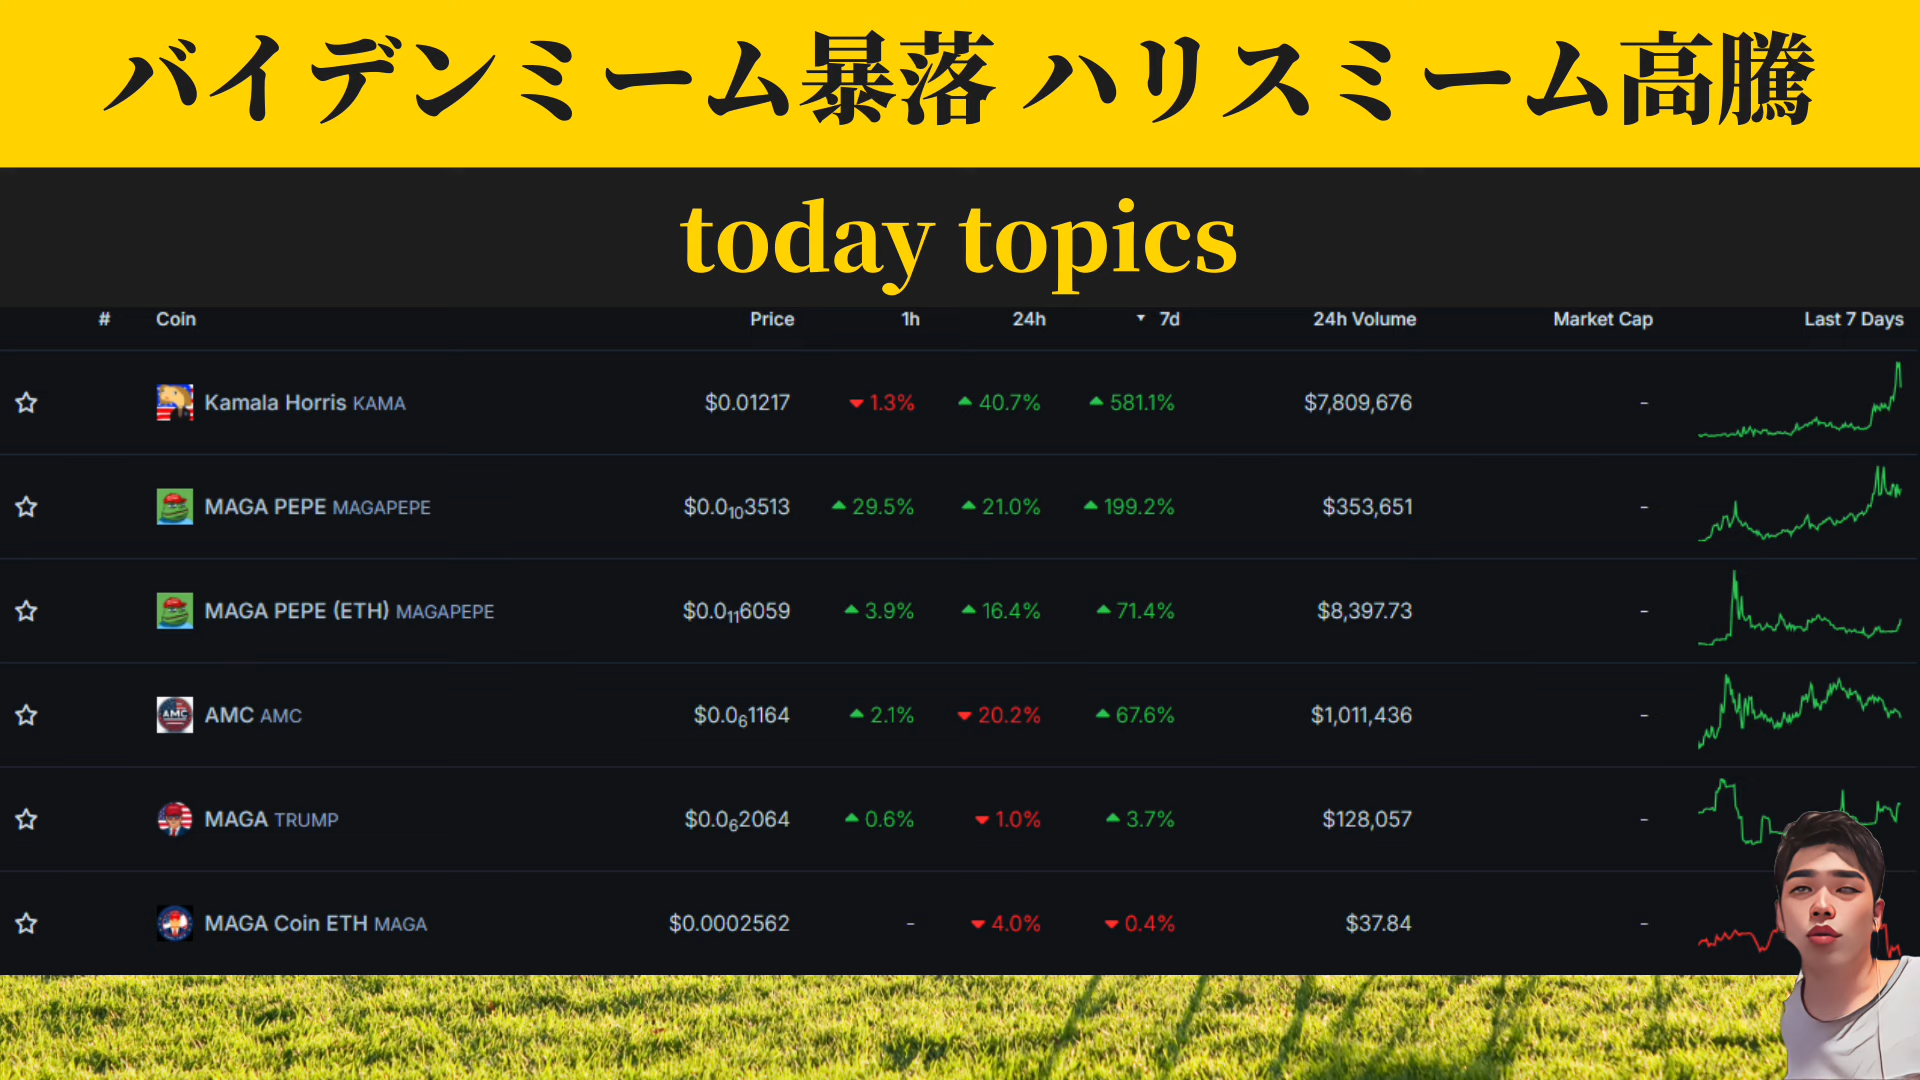 バイデンミーム暴落 ハリスミーム高騰
today topics
# Coin Price 1h 24h 7d 24h Volume Market Cap Last 7 Days
Kamala Horris KAMA $0.01217 1.3% 40.7% 581.1% $7,809,676 -
MAGA PEPE MAGAPEPE $0.0₁₀3513 29.5% 21.0% 199.2% $353,651 -
MAGA PEPE (ETH) MAGAPEPE $0.0₁₁6059 3.9% 16.4% 71.4% $8,397.73 -
AMC AMC AMC $0.0₆1164 2.1% 20.2% 67.6% $1,011,436 -
MAGA TRUMP $0.0₆2064 0.6% 1.0% 3.7% $128,057 -
MAGA Coin ETH MAGA $0.0002562 - 4.0% 0.4% $37.84 -